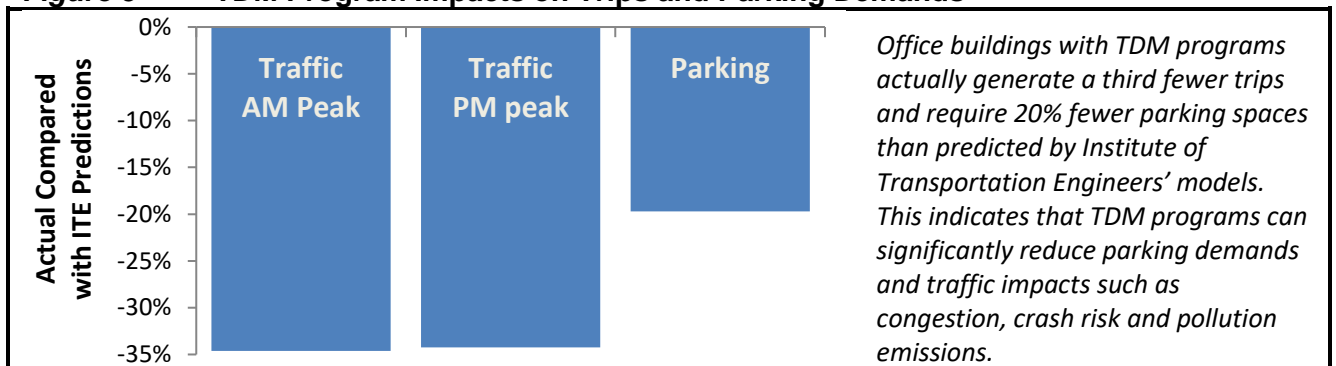 0%
-5%
-10%
-15%
-20%
-25%
-30%
-35%
Actual Compared
with ITE Predictions
Traffic
AM Peak
Traffic
PM peak
Parking
Office buildings with TDM programs
actually generate a third fewer trips
and require 20% fewer parking spaces
than predicted by Institute of
Transportation Engineers’ models.
This indicates that TDM programs can
significantly reduce parking demands
and traffic impacts such as
congestion, crash risk and pollution
emissions.